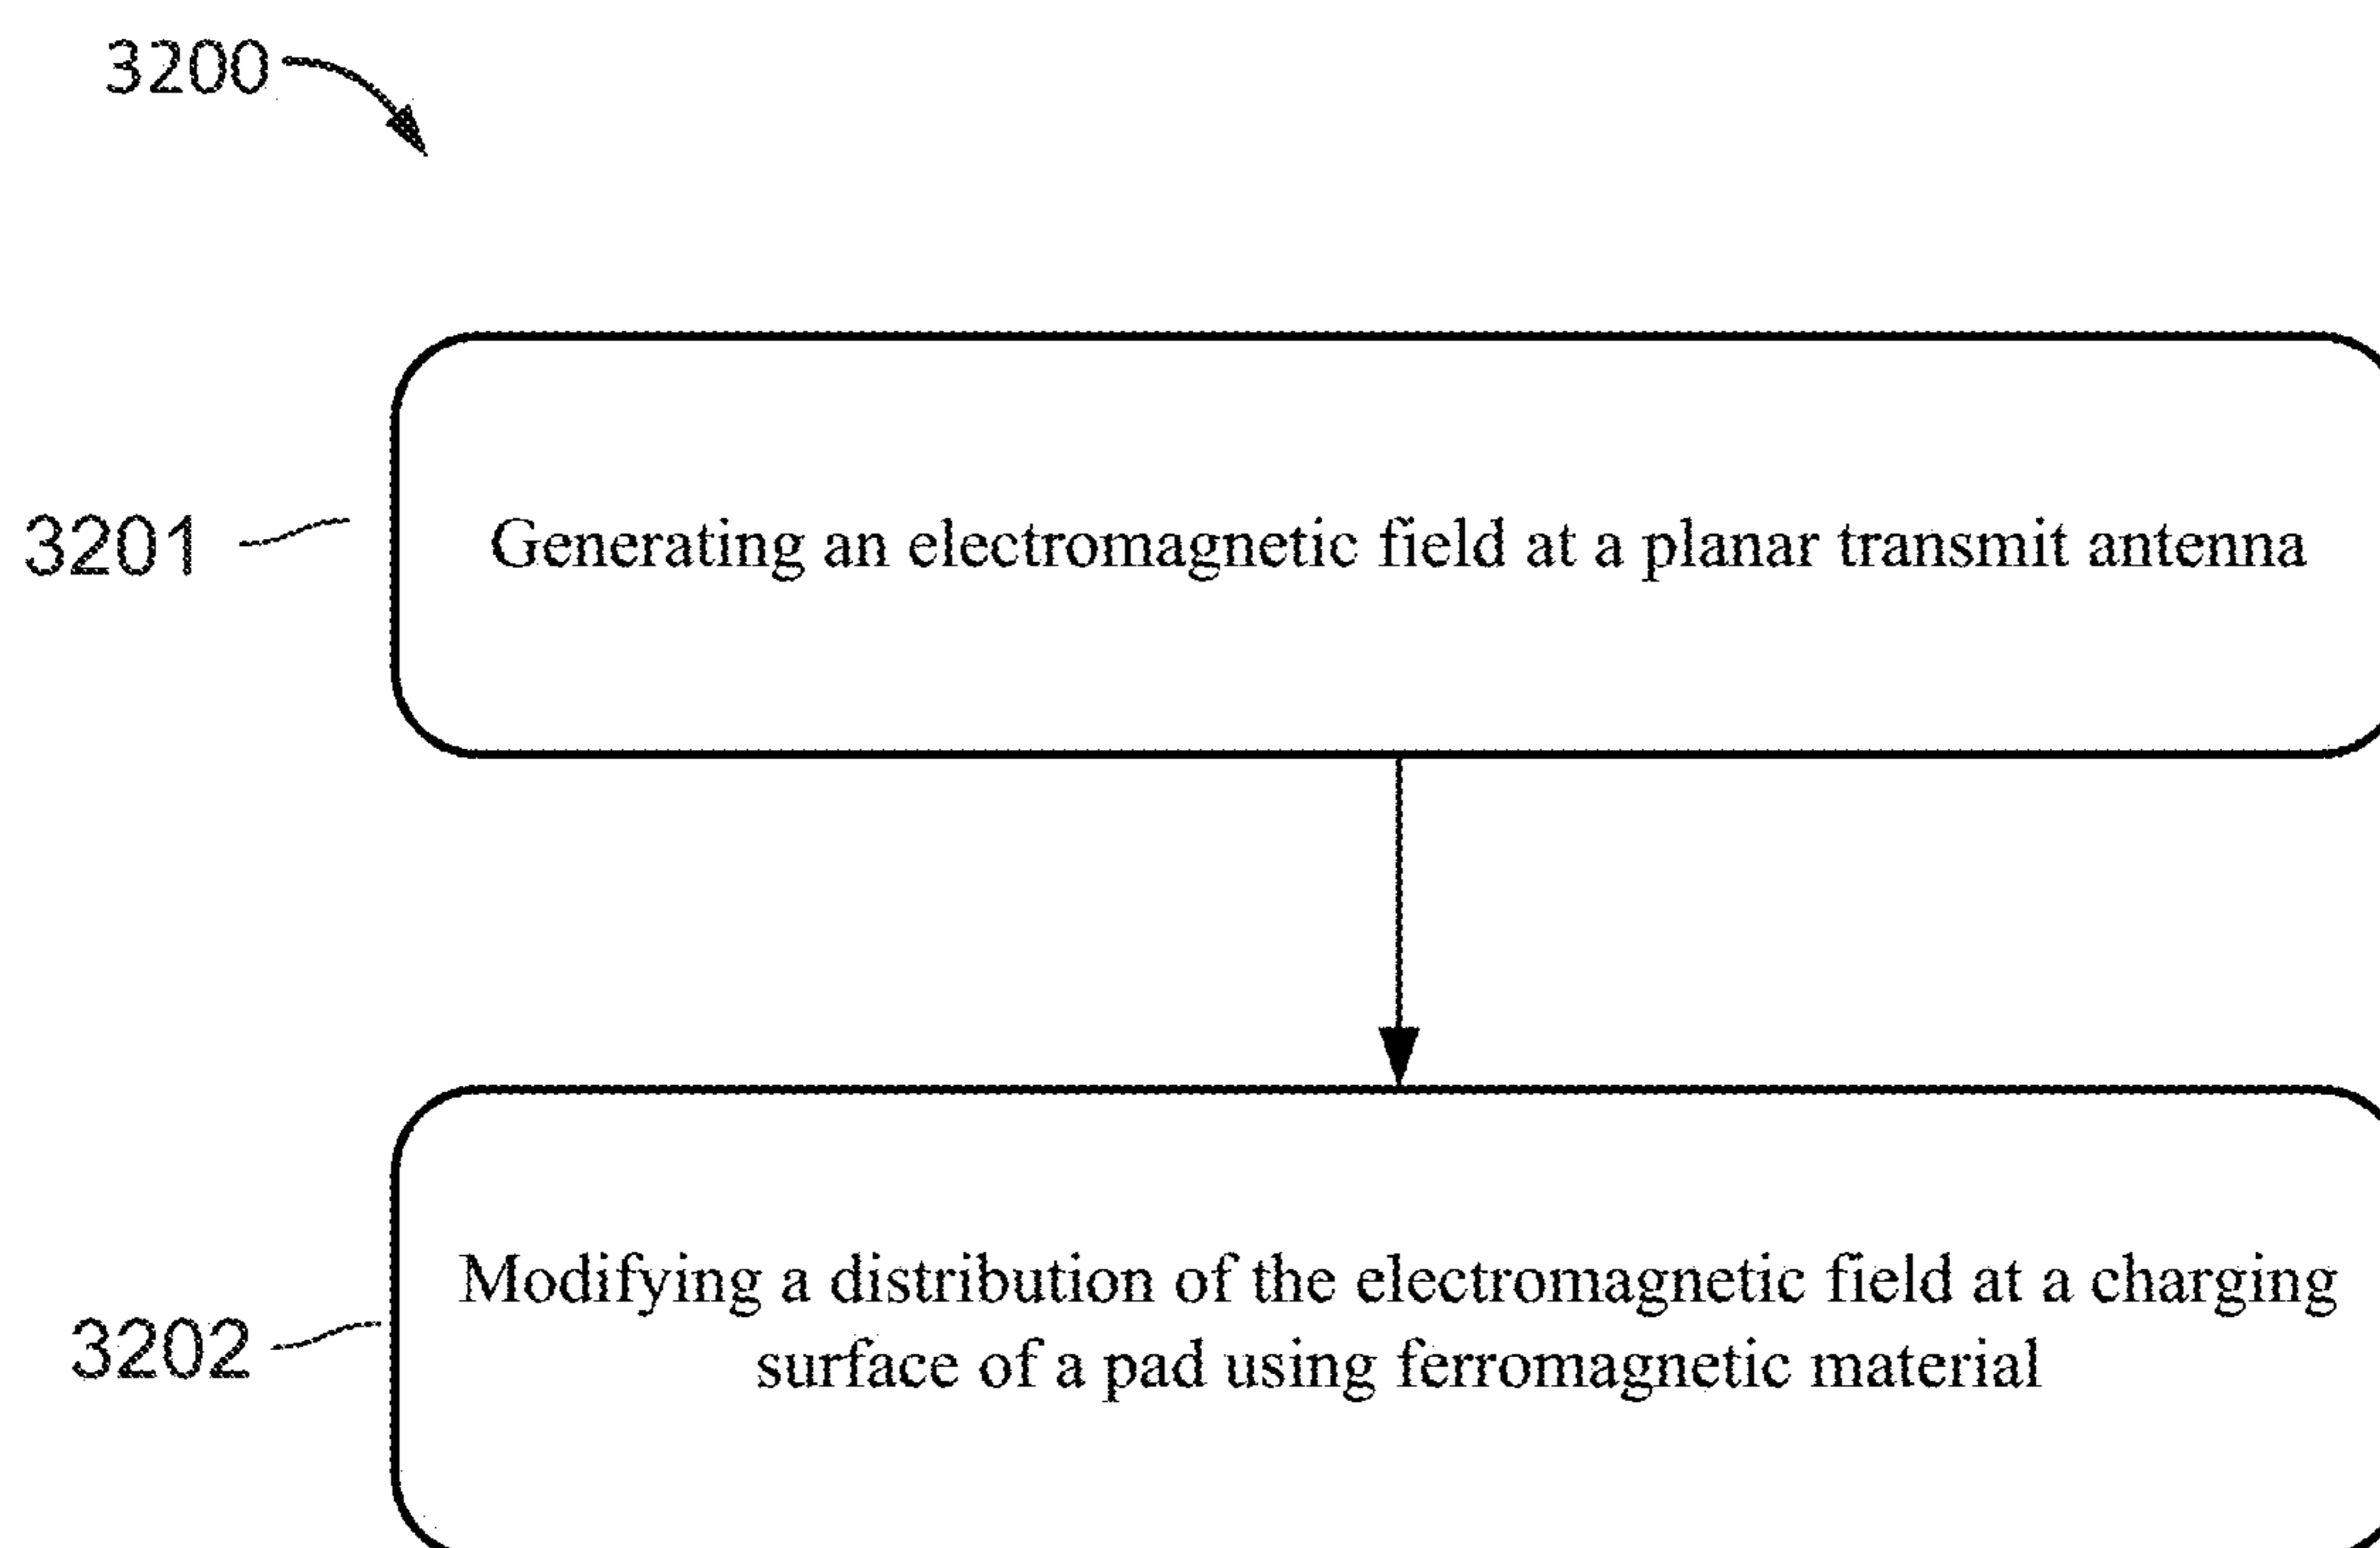 3200
3201
Generating an electromagnetic field at a planar transmit antenna
3202
Modifying a distribution of the electromagnetic field at a charging
surface of a pad using ferromagnetic material